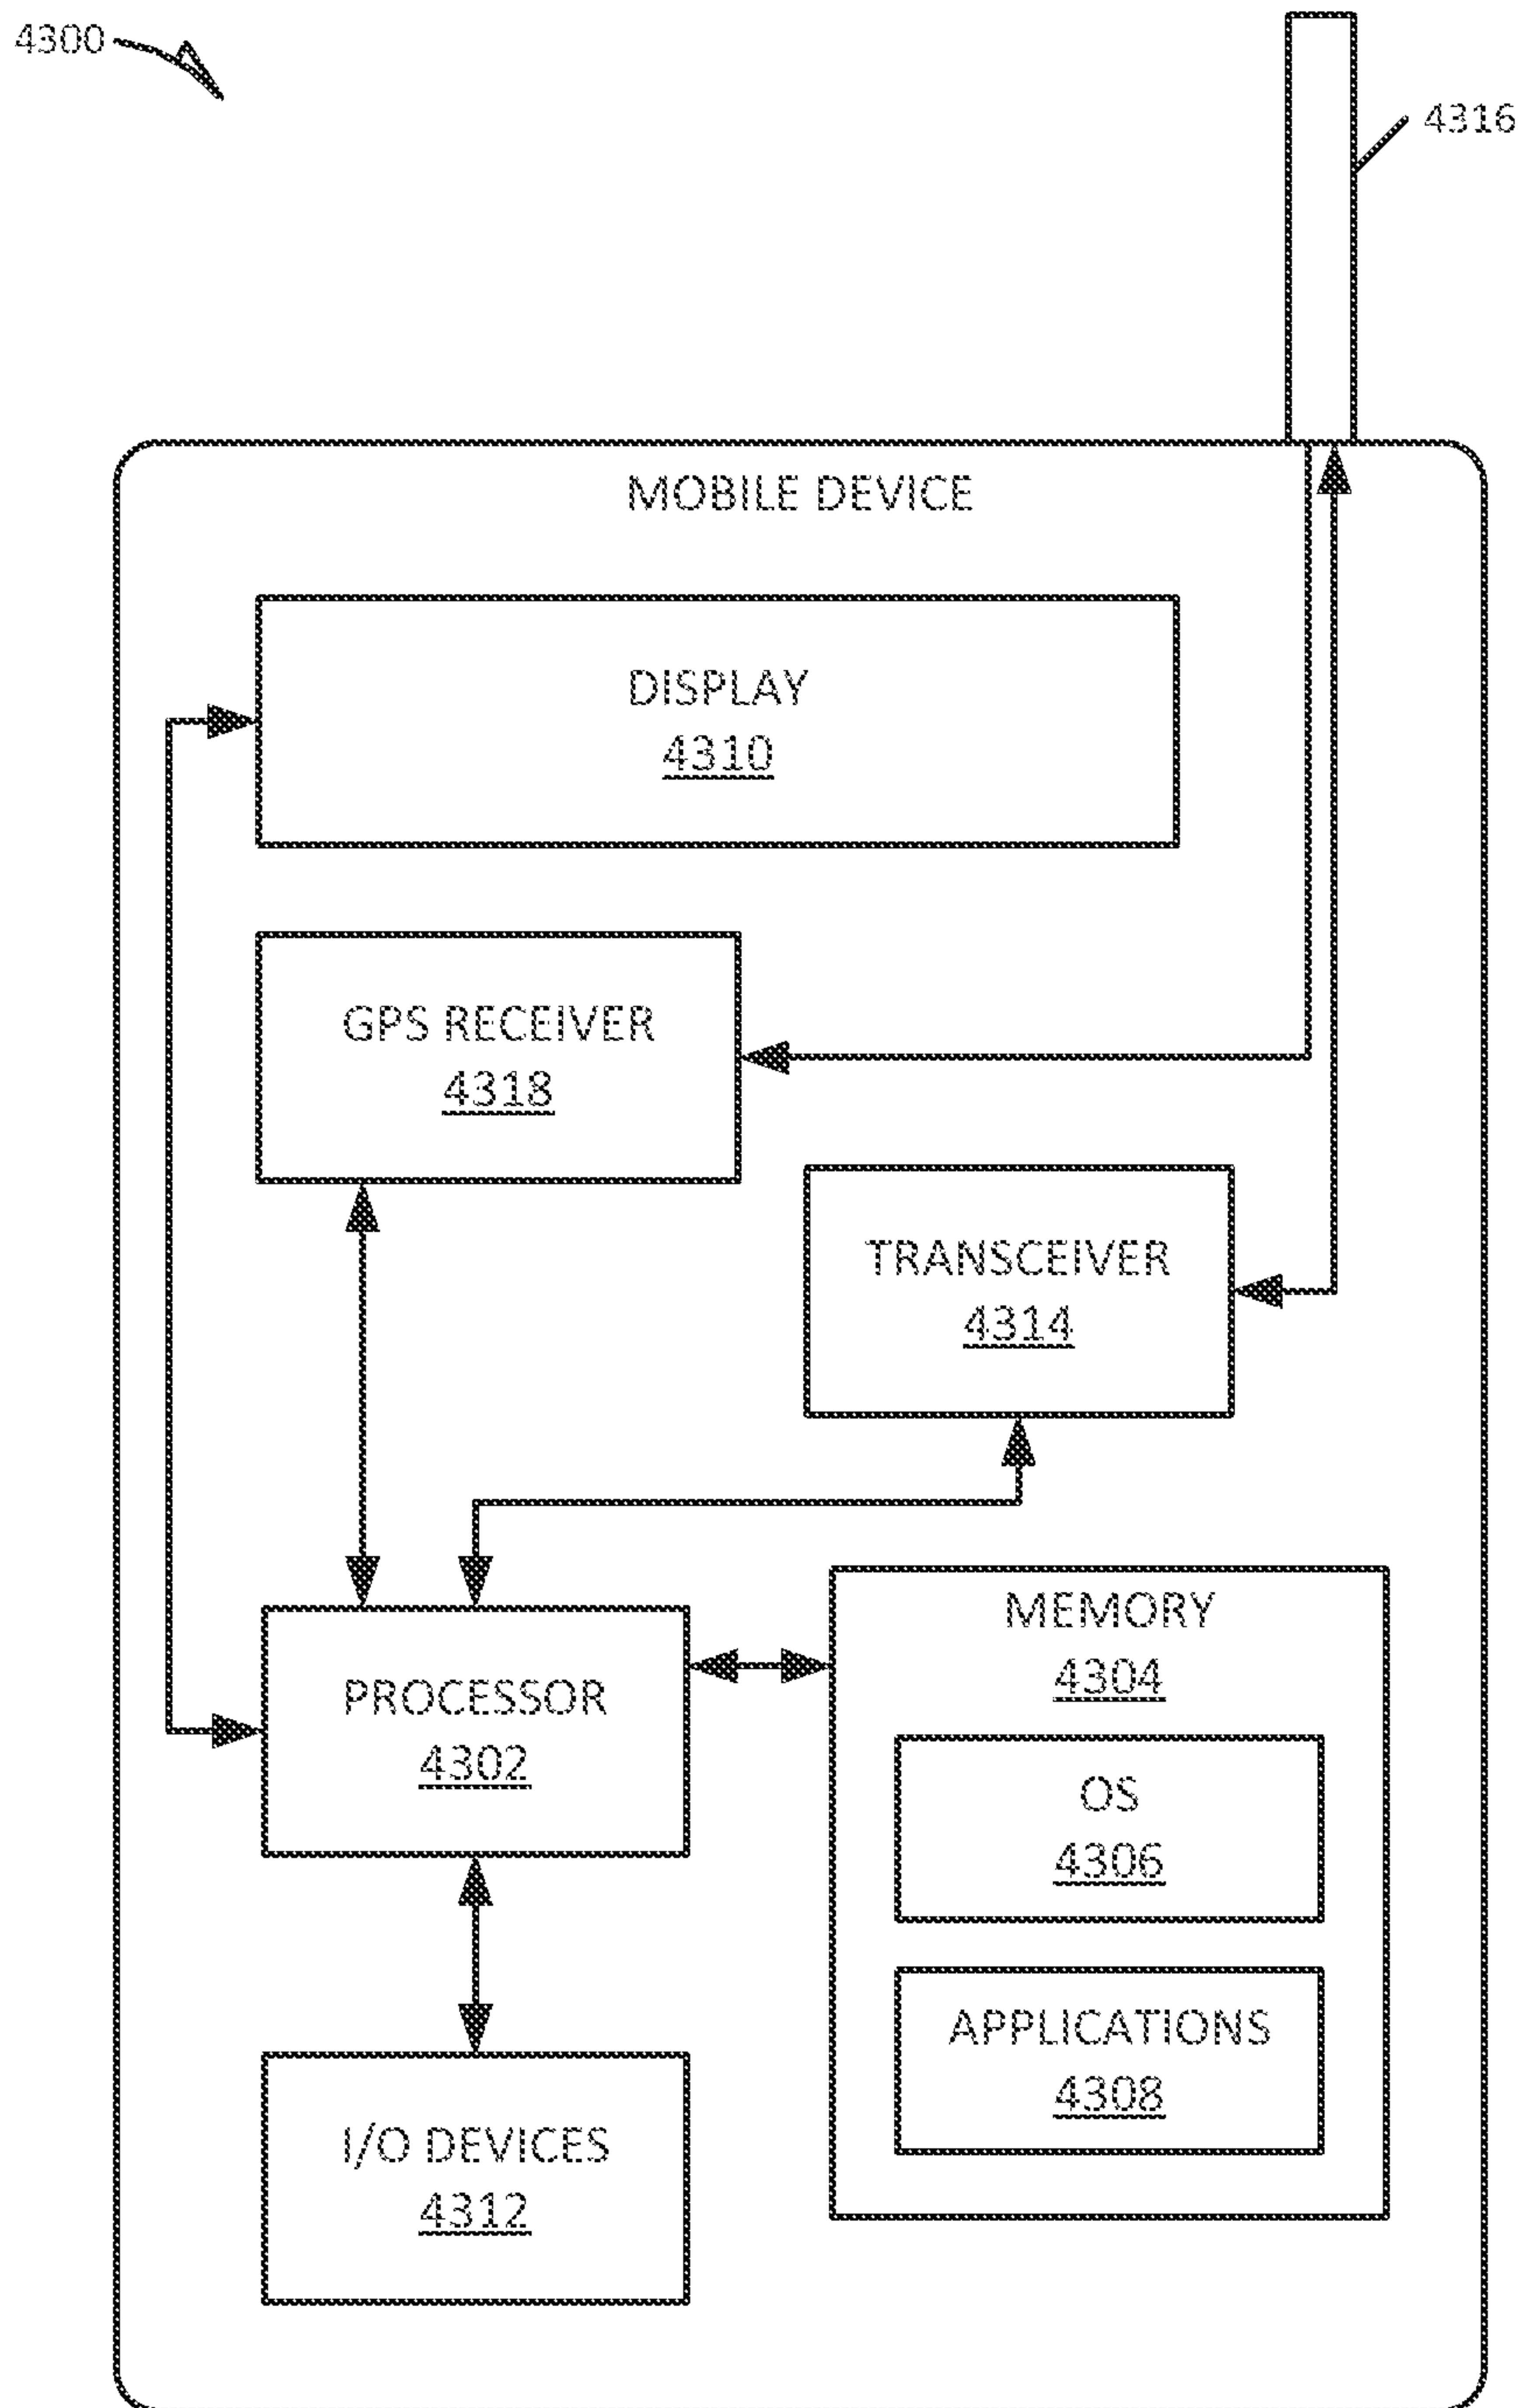 4300
4316
MOBILE DEVICE
DISPLAY
4310
GPS RECEIVER
4318
TRANSCEIVER
4314
PROCESSOR
4302
MEMORY
4304
OS
4306
APPLICATIONS
4308
I/O DEVICES
4312